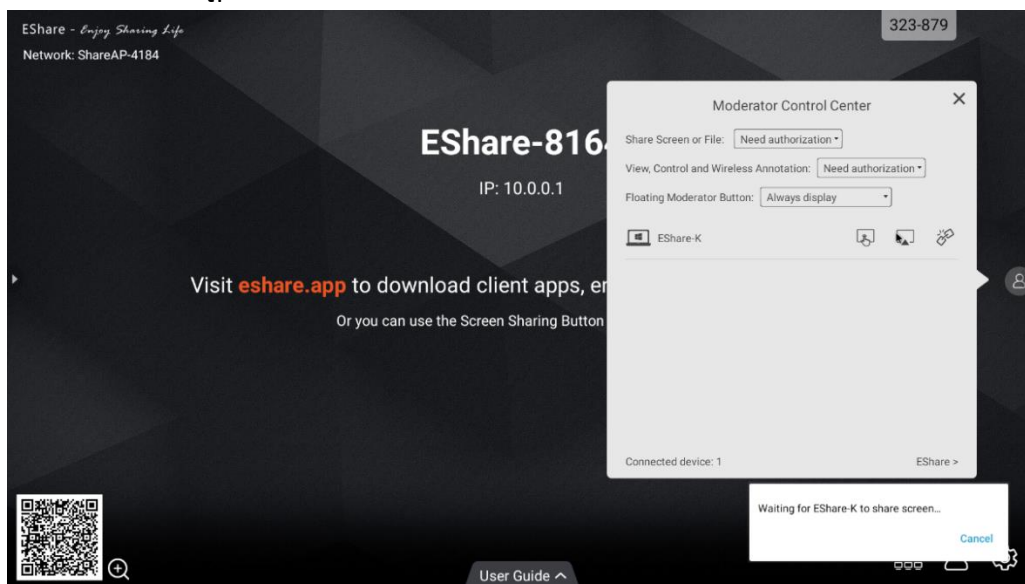 EShare - Enjoy Sharing Life
323-879
Network: ShareAP-4184
Moderator Control Center
Share Screen or File: Need authorization
View, Control and Wireless Annotation: Need authorization
Floating Moderator Button: Always display
EShare-K
EShare-816
IP: 10.0.0.1
Visit eshare.app to download client apps, er
Or you can use the Screen Sharing Button
Connected device: 1
EShare >
Waiting for EShare-K to share screen…
Cancel
User Guide